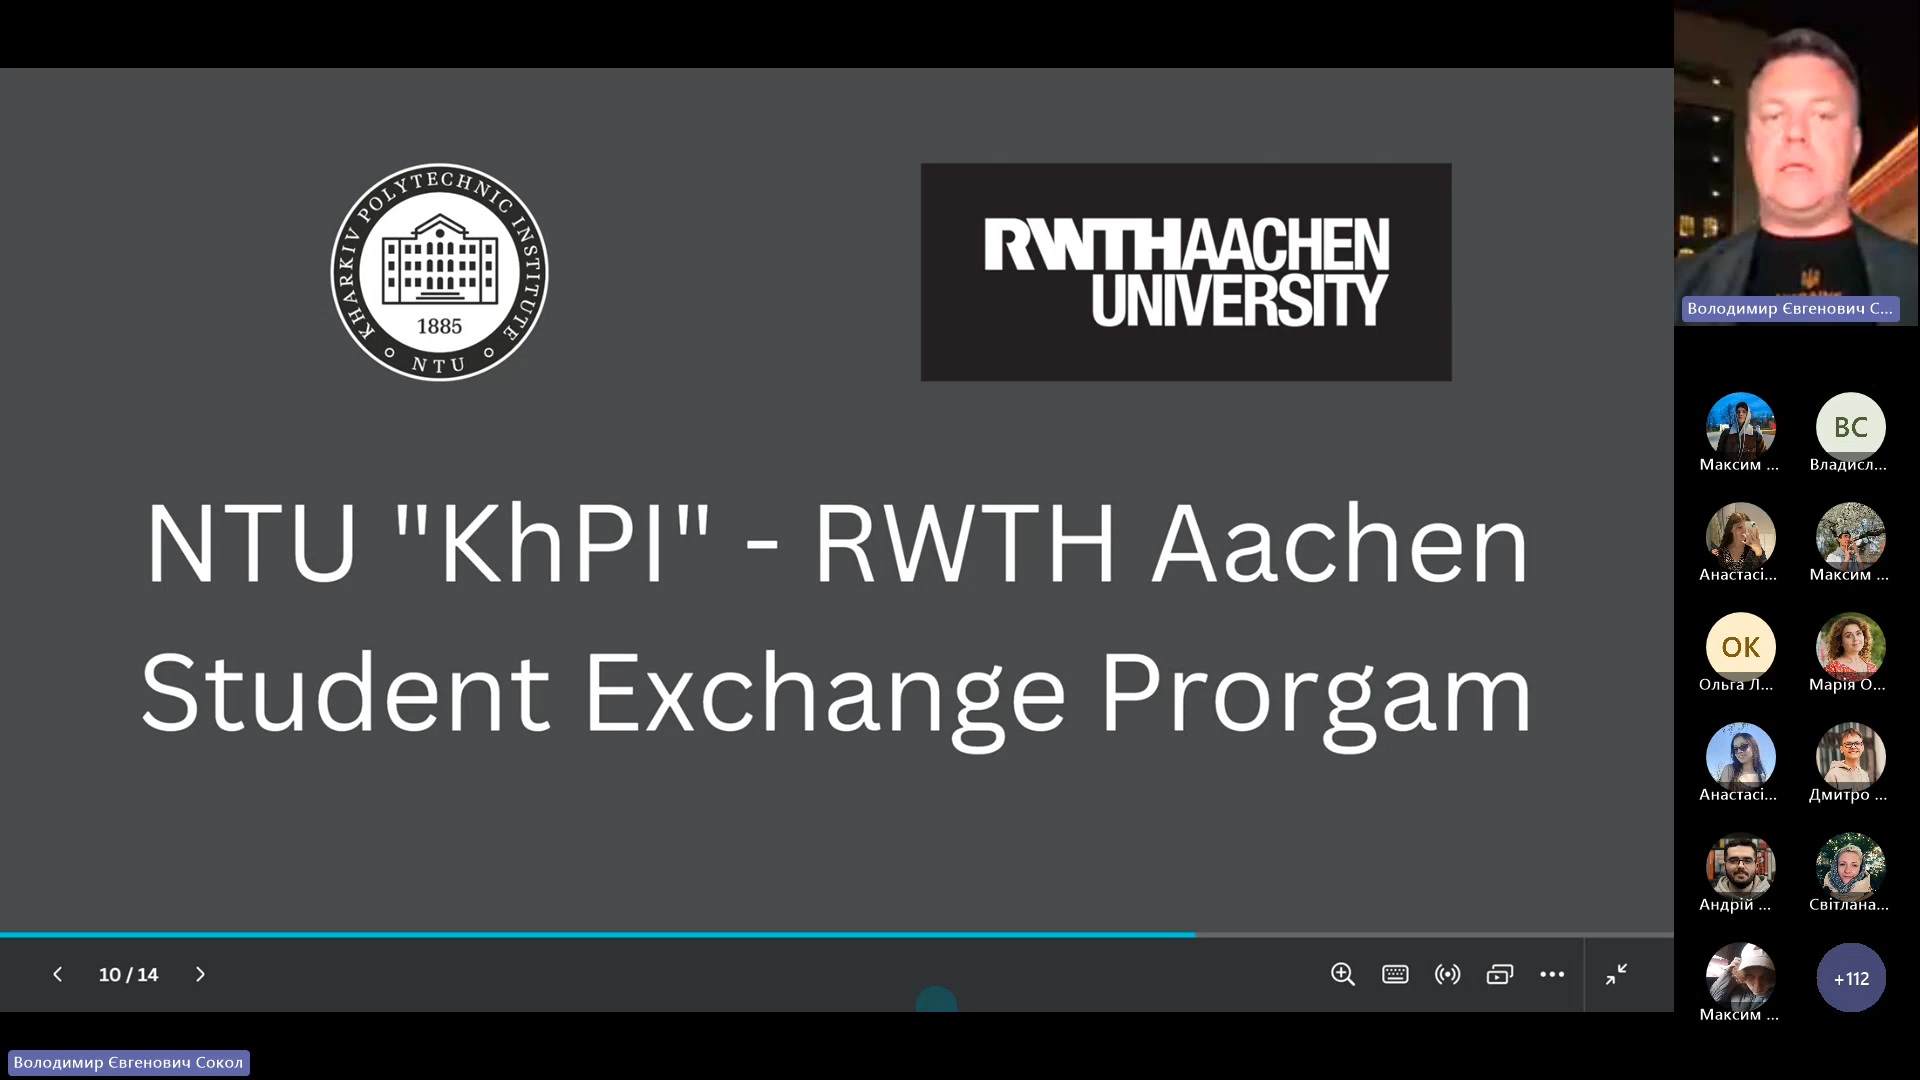 KHARKIV POLYTECHNIC INSTITUTE
1885
NTU
RWTHAACHEN
UNIVERSITY
NTU "KhPI" - RWTH Aachen
Student Exchange Prorgam
10 / 14
Володимир Євгенович Сокол
Володимир Євгенович С...
Максим ...
ВС
Владисл...
Анастасі...
Максим ...
ОК
Ольга Л...
Марія О...
Анастасі...
Дмитро ...
Андрій ...
Світлана...
Максим ...
+112